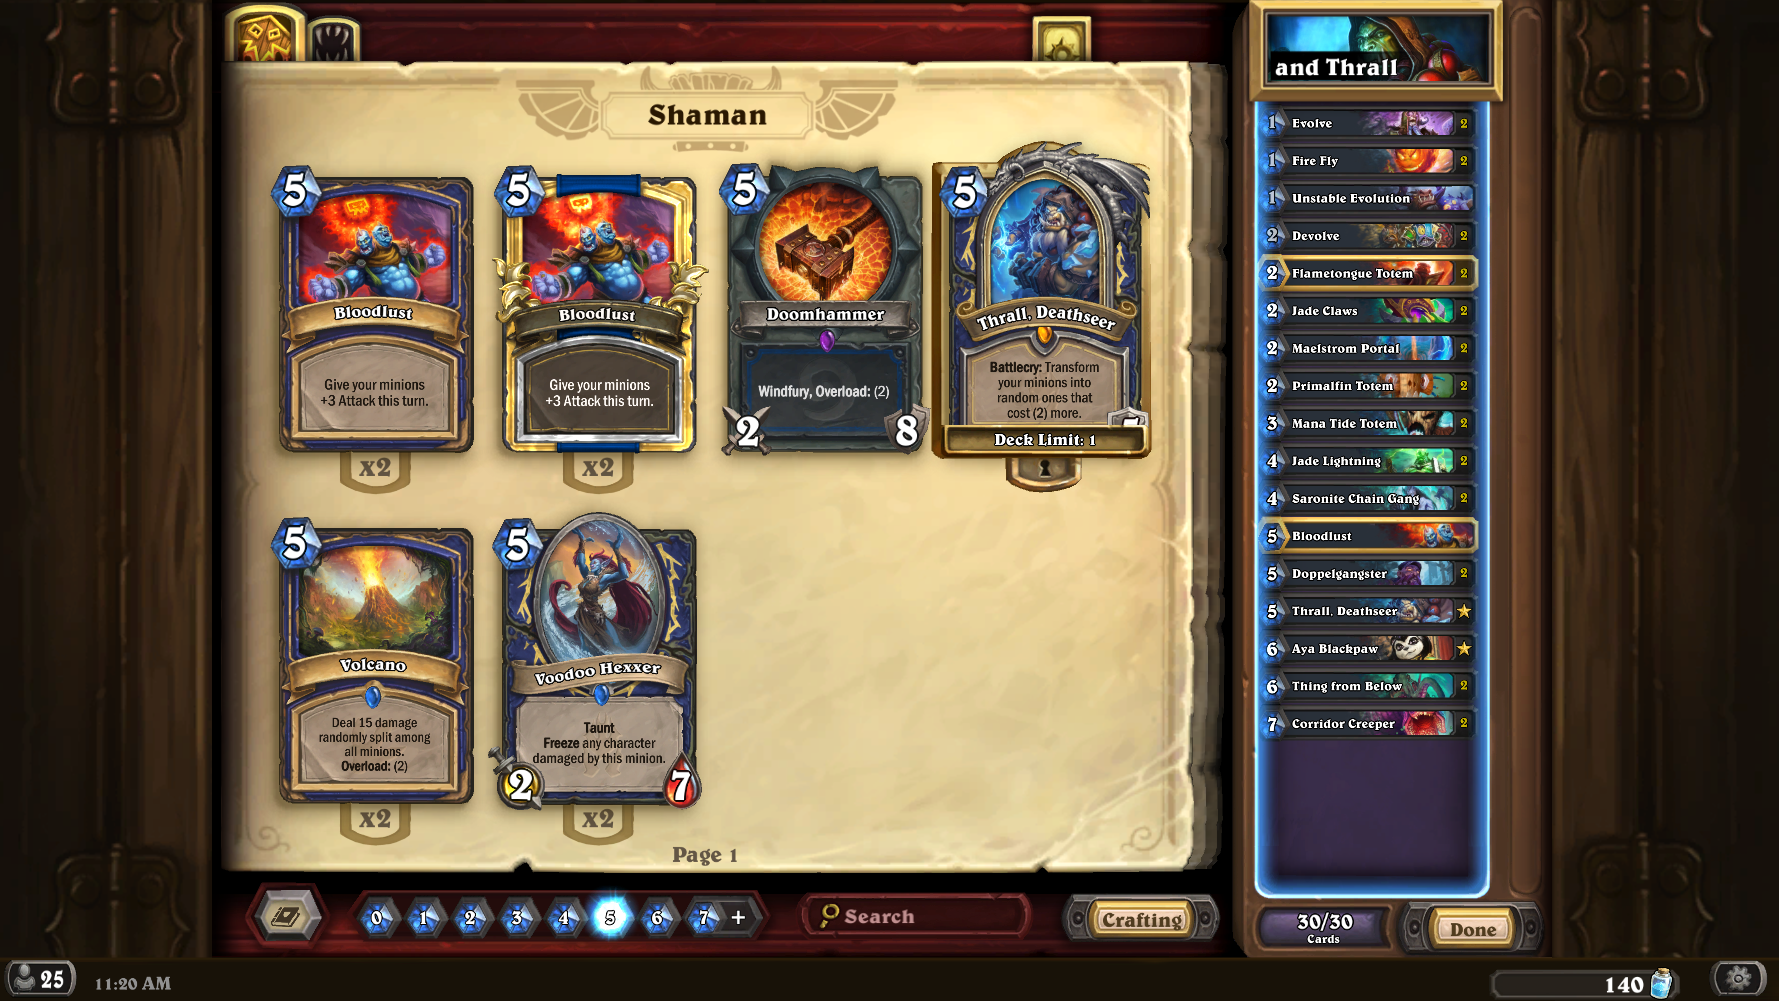 Shaman
5
Bloodlust
Give your minions
+3 Attack this turn.
x2
5
Bloodlust
Give your minions
+3 Attack this turn.
x2
5
Doomhammer
Windfury, Overload: (2)
2
8
5
Thrall, Deathseer
Battlecry: Transform
your minions into
random ones that
cost (2) more.
Deck Limit: 1
5
Volcano
Deal 15 damage
randomly split among
all minions.
Overload: (2)
x2
5
Voodoo Hexxer
Taunt
Freeze any character
damaged by this minion.
2
7
x2
Page 1
0 1 2 3 4 5 6 7 +
Search
Crafting
and Thrall
1 Evolve 2
1 Fire Fly 2
1 Unstable Evolution 2
2 Devolve 2
2 Flametongue Totem 2
2 Jade Claws 2
2 Maelstrom Portal 2
2 Primalfin Totem 2
3 Mana Tide Totem 2
4 Jade Lightning 2
4 Saronite Chain Gang 2
5 Bloodlust
5 Doppelgangster 2
5 Thrall, Deathseer
6 Aya Blackpaw
6 Thing from Below 2
7 Corridor Creeper 2
30/30
Cards
Done
25
11:20 AM
140